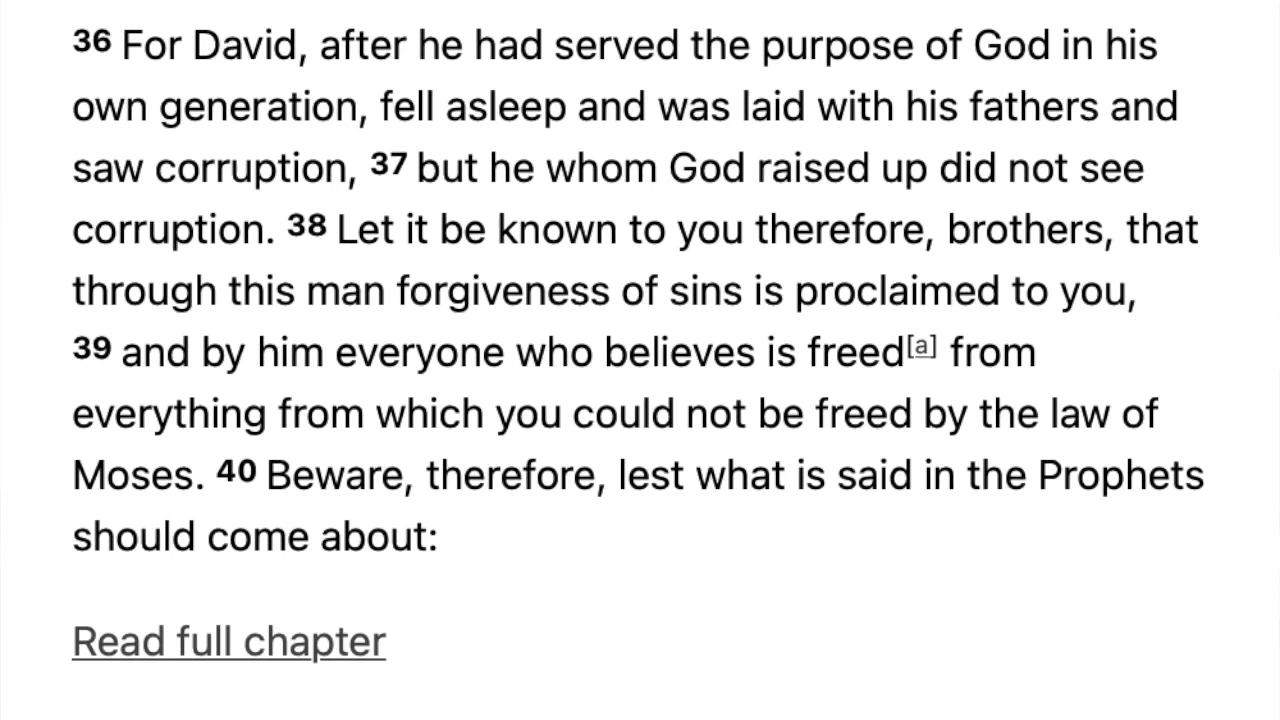 36 For David, after he had served the purpose of God in his
own generation, fell asleep and was laid with his fathers and
saw corruption, 37 but he whom God raised up did not see
corruption. 38 Let it be known to you therefore, brothers, that
through this man forgiveness of sins is proclaimed to you,
39 and by him everyone who believes is freed[a] from
everything from which you could not be freed by the law of
Moses. 40 Beware, therefore, lest what is said in the Prophets
should come about:
Read full chapter